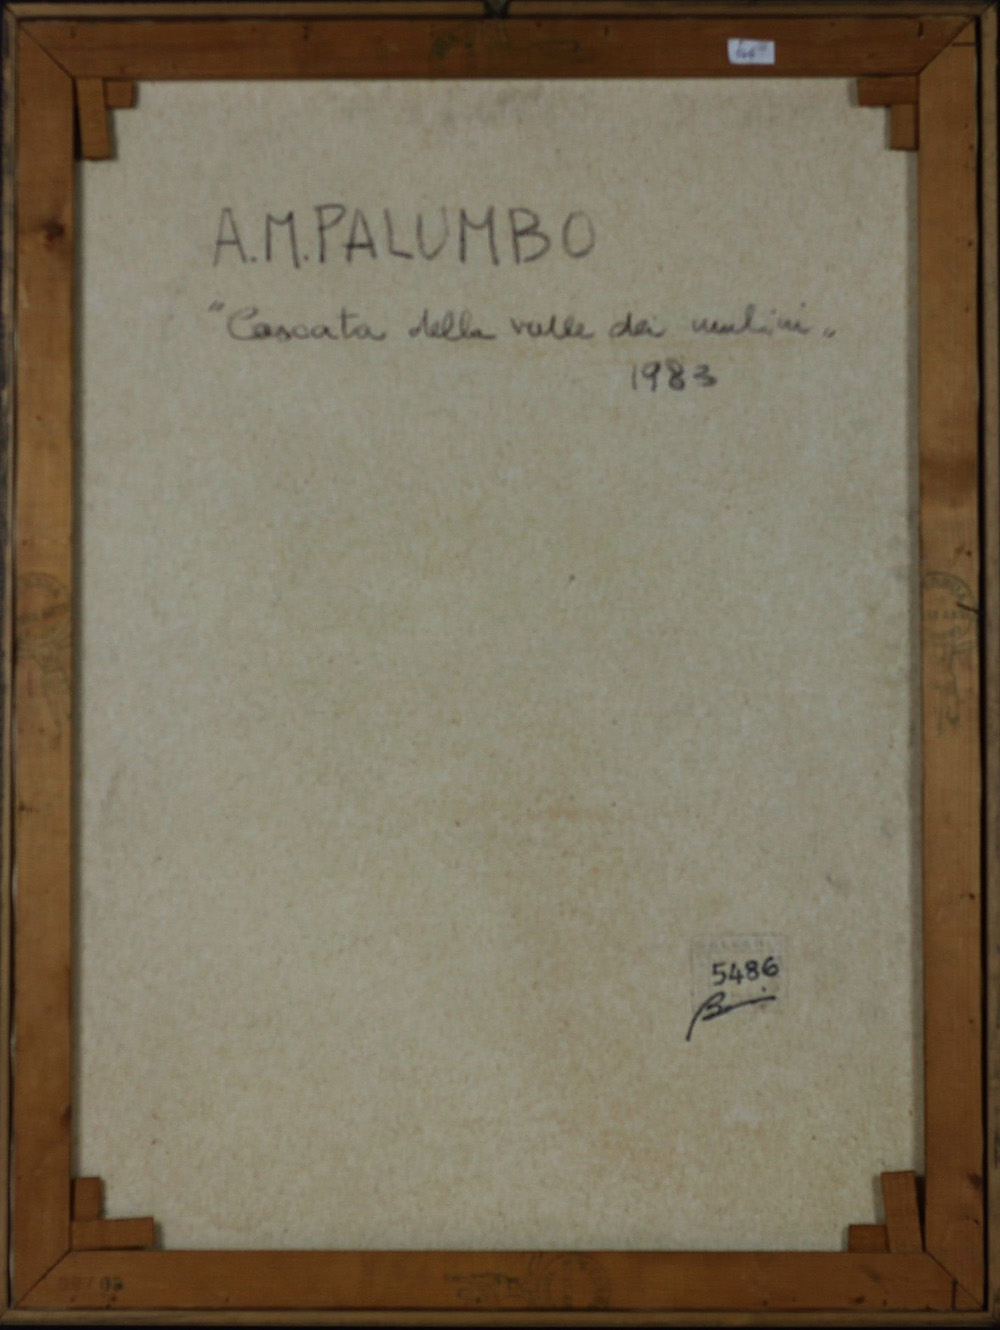 A.M.PALUMBO
"Cascata della valle dei mulini"
1983
5486